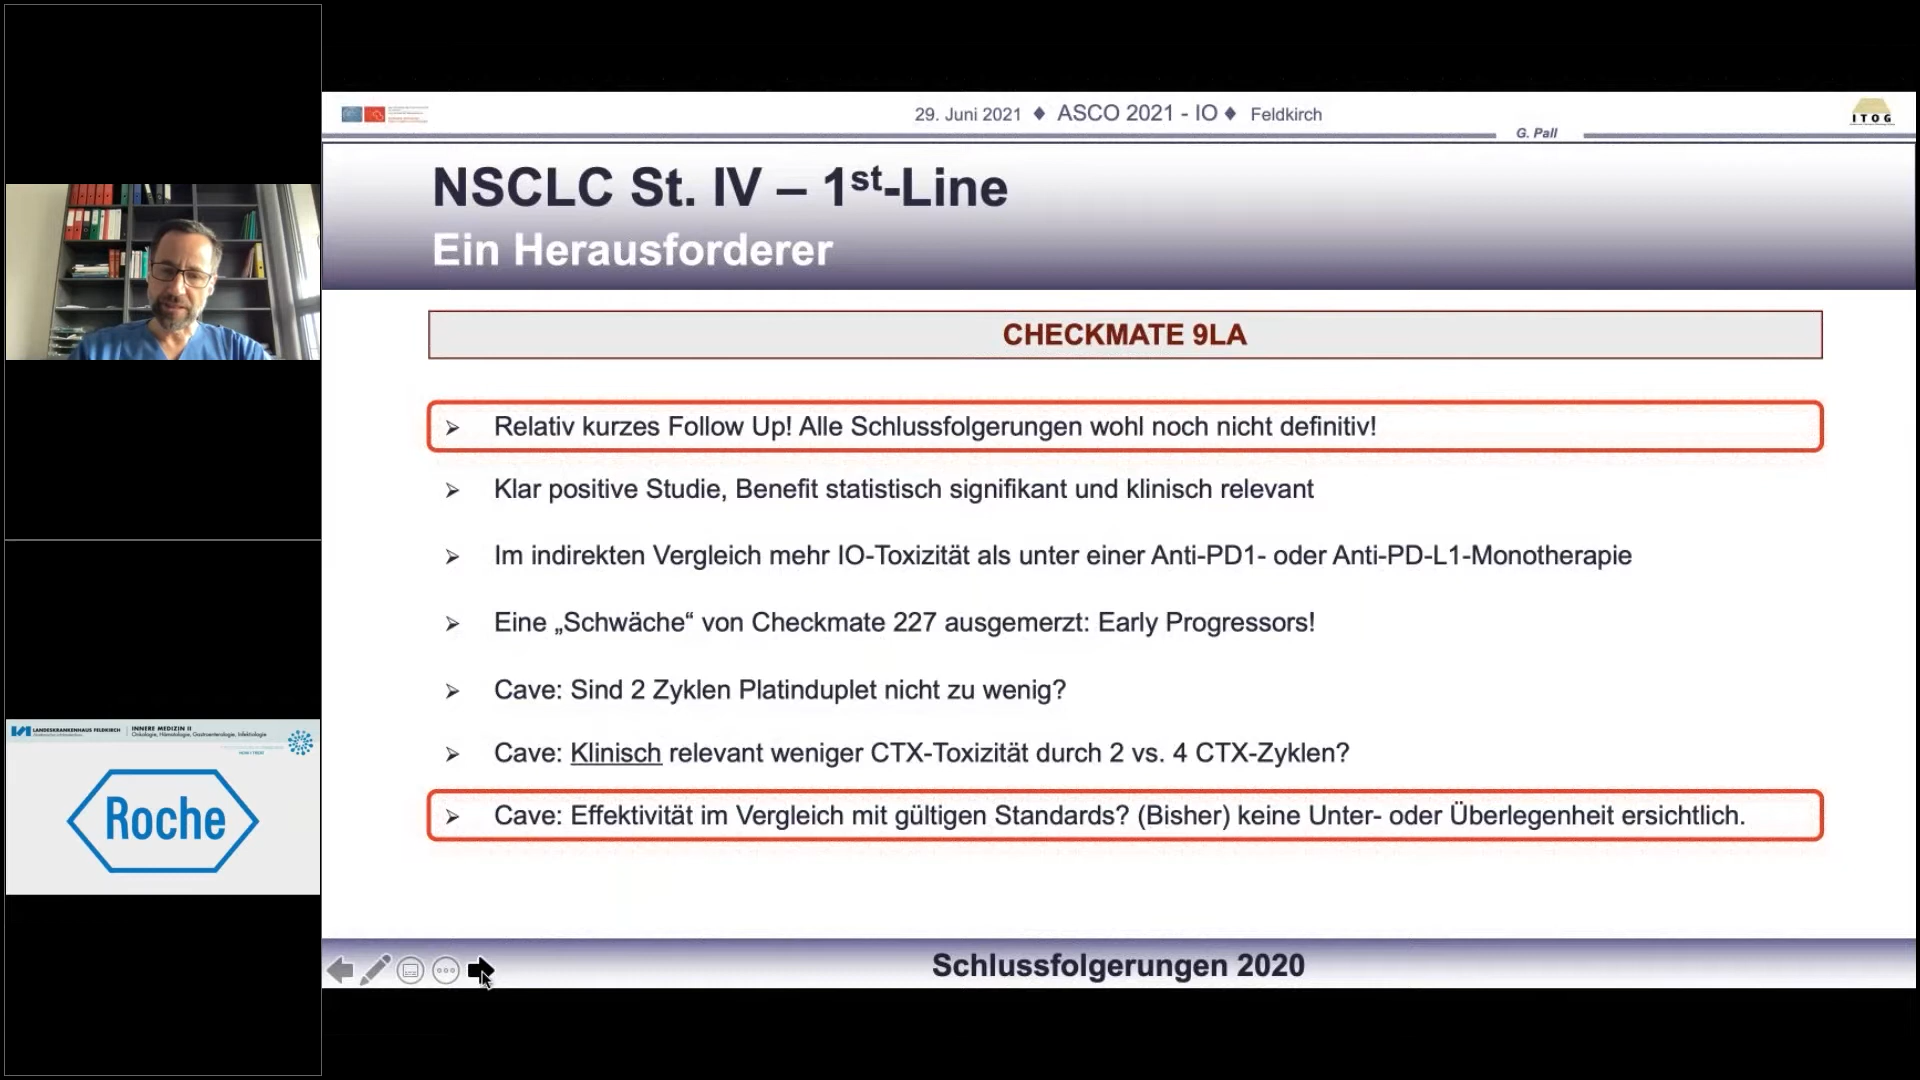 29. Juni 2021 ♦ ASCO 2021 - IO ♦ Feldkirch
ITOG
G. Pall
NSCLC St. IV – 1st-Line
Ein Herausforderer
CHECKMATE 9LA
➢ Relativ kurzes Follow Up! Alle Schlussfolgerungen wohl noch nicht definitiv!
➢ Klar positive Studie, Benefit statistisch signifikant und klinisch relevant
➢ Im indirekten Vergleich mehr IO-Toxizität als unter einer Anti-PD1- oder Anti-PD-L1-Monotherapie
➢ Eine „Schwäche“ von Checkmate 227 ausgemerzt: Early Progressors!
➢ Cave: Sind 2 Zyklen Platinduplet nicht zu wenig?
➢ Cave: Klinisch relevant weniger CTX-Toxizität durch 2 vs. 4 CTX-Zyklen?
➢ Cave: Effektivität im Vergleich mit gültigen Standards? (Bisher) keine Unter- oder Überlegenheit ersichtlich.
Schlussfolgerungen 2020
LANDESKRANKENHAUS FELDKIRCH
INNERE MEDIZIN II
Onkologie, Hämatologie, Gastroenterologie, Infektiologie
Roche